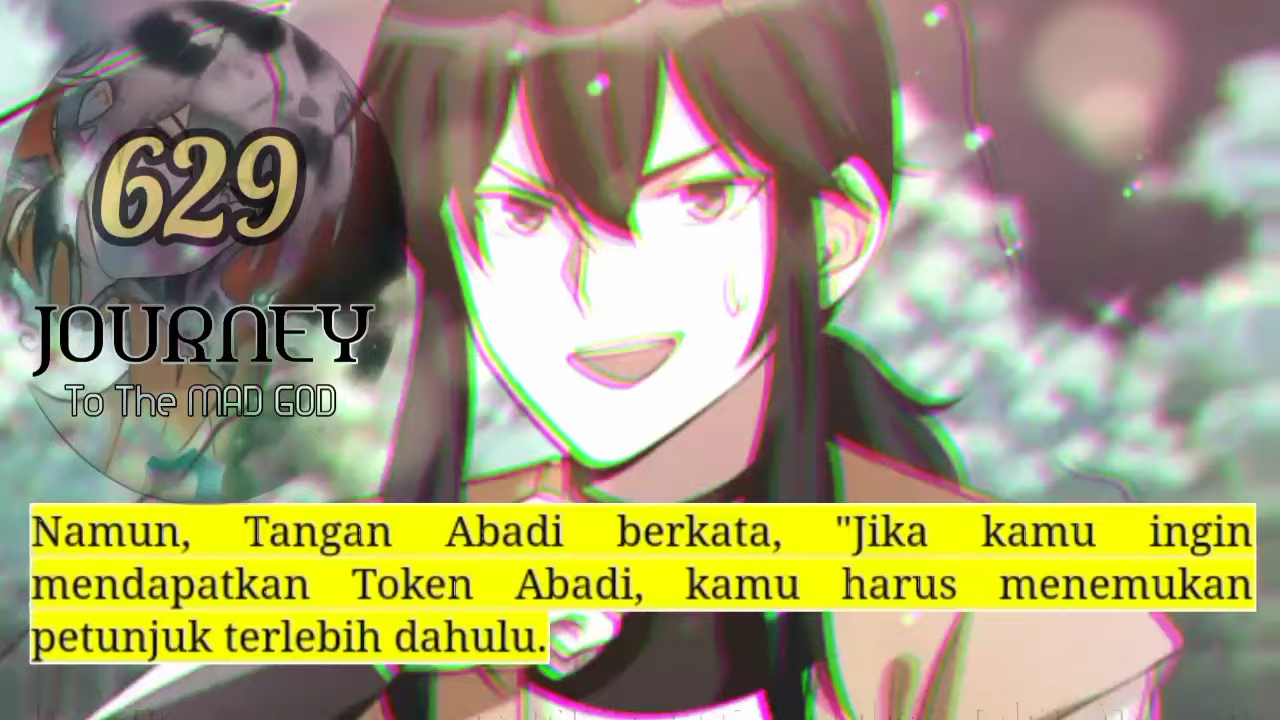 629
JOURNEY
To The MAD GOD
Namun, Tangan Abadi berkata, "Jika kamu ingin
mendapatkan Token Abadi, kamu harus menemukan
petunjuk terlebih dahulu.